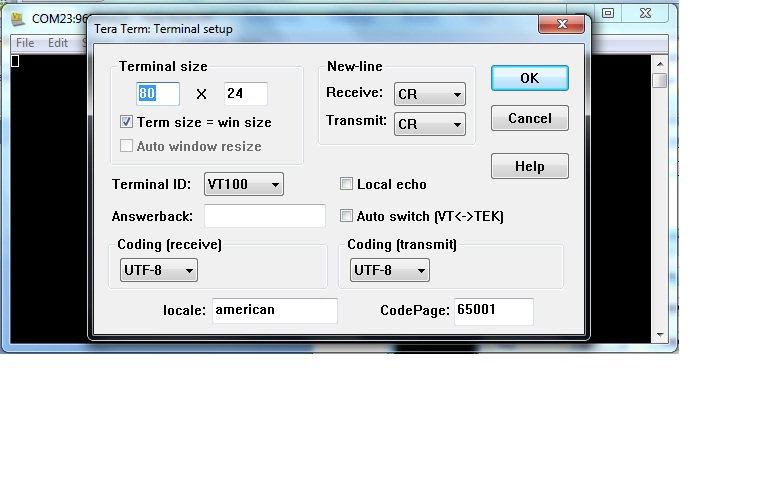 COM23:96
Tera Term: Terminal setup
File Edit S
Terminal size
80 X 24
Term size = win size
Auto window resize
New-line
Receive: CR
Transmit: CR
OK
Cancel
Help
Terminal ID: VT100
Local echo
Answerback:
Auto switch (VT<->TEK)
Coding (receive)
UTF-8
Coding (transmit)
UTF-8
locale: american
CodePage: 65001